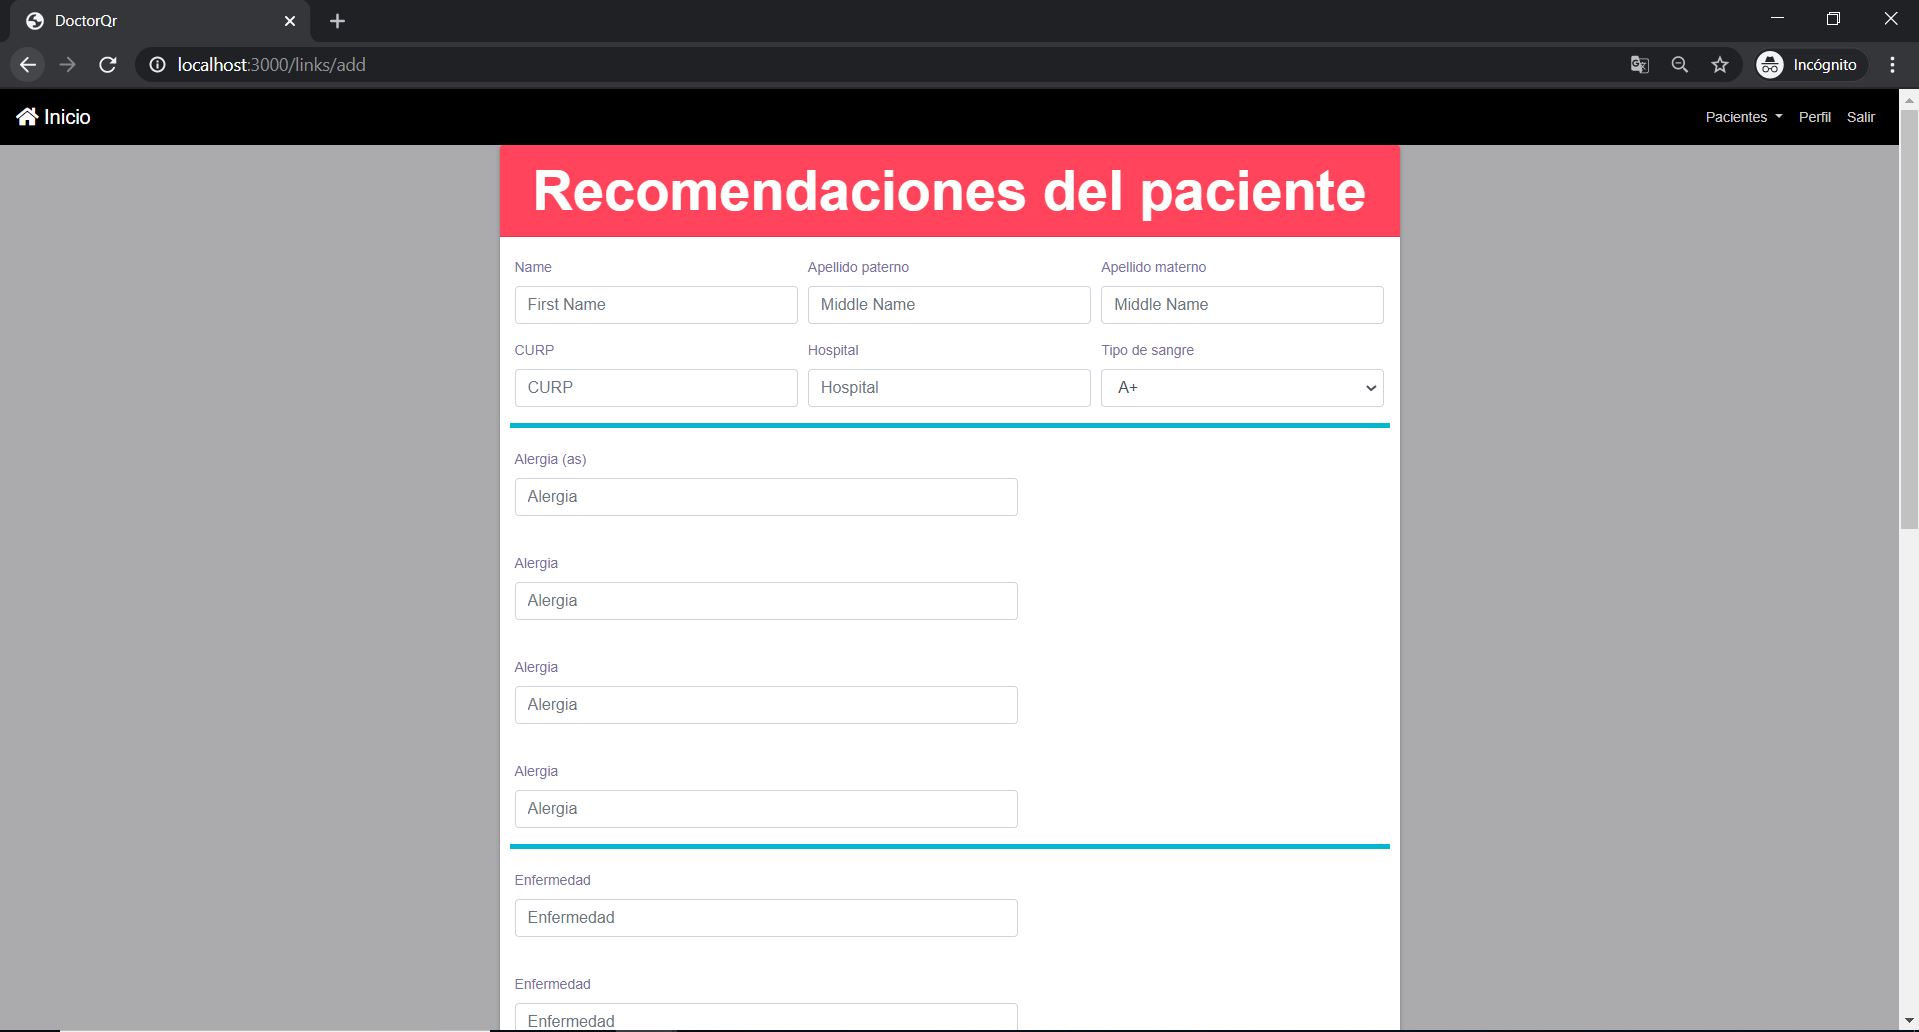 DoctorQr
localhost:3000/links/add
Incógnito
Inicio
Pacientes Perfil Salir
Recomendaciones del paciente
Name Apellido paterno Apellido materno
First Name Middle Name Middle Name
CURP Hospital Tipo de sangre
CURP Hospital A+
Alergia (as)
Alergia
Alergia
Alergia
Alergia
Alergia
Alergia
Alergia
Enfermedad
Enfermedad
Enfermedad
Enfermedad